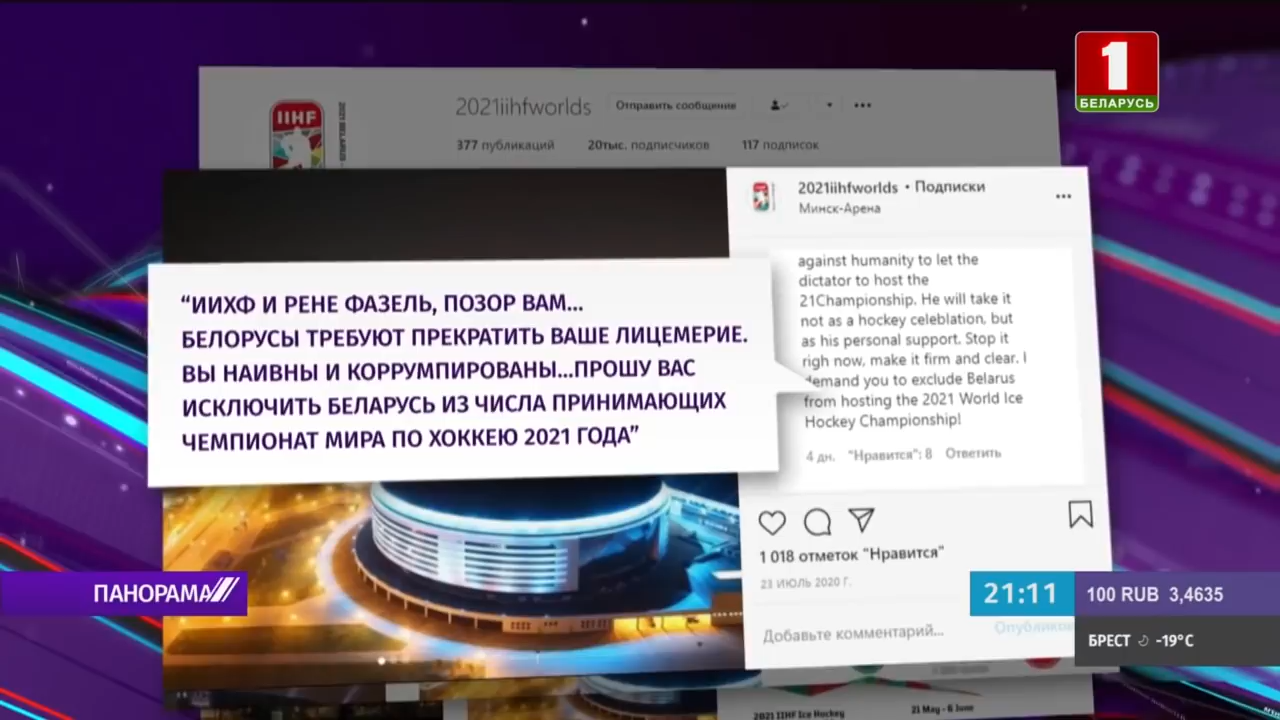 1
БЕЛАРУСЬ
IIHF
2021 BELARUS
2021iihfworlds Отправить сообщение
377 публикаций 20тыс. подписчиков 117 подписок
2021iihfworlds • Подписки
Минск-Арена
against humanity to let the
dictator to host the
21Championship. He will take it
not as a hockey celeblation, but
as his personal support. Stop it
righ now, make it firm and clear. I
demand you to exclude Belarus
from hosting the 2021 World Ice
Hockey Championship!
4 дн. "Нравится": 8 Ответить
“ИИХФ И РЕНЕ ФАЗЕЛЬ, ПОЗОР ВАМ...
БЕЛОРУСЫ ТРЕБУЮТ ПРЕКРАТИТЬ ВАШЕ ЛИЦЕМЕРИЕ.
ВЫ НАИВНЫ И КОРРУМПИРОВАНЫ...ПРОШУ ВАС
ИСКЛЮЧИТЬ БЕЛАРУСЬ ИЗ ЧИСЛА ПРИНИМАЮЩИХ
ЧЕМПИОНАТ МИРА ПО ХОККЕЮ 2021 ГОДА”
1 018 отметок "Нравится"
23 ИЮЛЬ 2020 Г.
Добавьте комментарий... Опубликов
ПАНОРАМА
21:11 100 RUB 3,4635
БРЕСТ -19°C
2021 IIHF Ice Hockey
21 May - 6 June